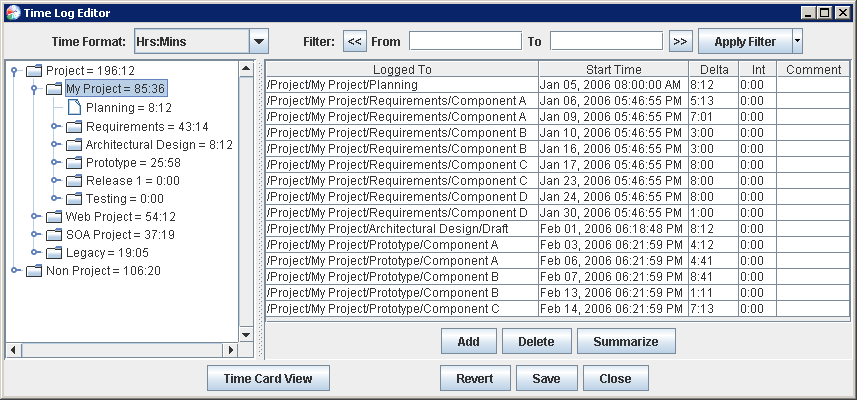 Time Log Editor
Time Format: Hrs:Mins Filter: << From To >> Apply Filter
Project = 196:12
My Project = 85:36
Planning = 8:12
Requirements = 43:14
Architectural Design = 8:12
Prototype = 25:58
Release 1 = 0:00
Testing = 0:00
Web Project = 54:12
SOA Project = 37:19
Legacy = 19:05
Non Project = 106:20
Logged To Start Time Delta Int Comment
/Project/My Project/Planning Jan 05, 2006 08:00:00 AM 8:12 0:00
/Project/My Project/Requirements/Component A Jan 06, 2006 05:46:55 PM 5:13 0:00
/Project/My Project/Requirements/Component A Jan 09, 2006 05:46:55 PM 7:01 0:00
/Project/My Project/Requirements/Component B Jan 10, 2006 05:46:55 PM 3:00 0:00
/Project/My Project/Requirements/Component B Jan 16, 2006 05:46:55 PM 3:00 0:00
/Project/My Project/Requirements/Component C Jan 17, 2006 05:46:55 PM 8:00 0:00
/Project/My Project/Requirements/Component C Jan 23, 2006 05:46:55 PM 8:00 0:00
/Project/My Project/Requirements/Component D Jan 24, 2006 05:46:55 PM 8:00 0:00
/Project/My Project/Requirements/Component D Jan 30, 2006 05:46:55 PM 1:00 0:00
/Project/My Project/Architectural Design/Draft Feb 01, 2006 06:18:48 PM 8:12 0:00
/Project/My Project/Prototype/Component A Feb 03, 2006 06:21:59 PM 4:12 0:00
/Project/My Project/Prototype/Component A Feb 06, 2006 06:21:59 PM 4:41 0:00
/Project/My Project/Prototype/Component B Feb 07, 2006 06:21:59 PM 8:41 0:00
/Project/My Project/Prototype/Component B Feb 13, 2006 06:21:59 PM 1:11 0:00
/Project/My Project/Prototype/Component C Feb 14, 2006 06:21:59 PM 7:13 0:00
Add Delete Summarize
Time Card View Revert Save Close